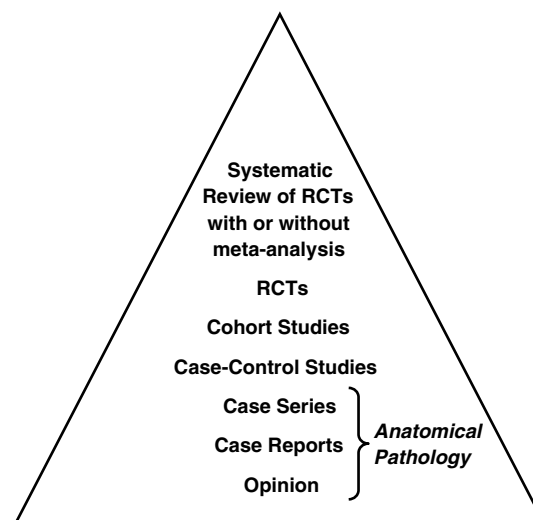 Systematic
Review of RCTs
with or without
meta-analysis
RCTs
Cohort Studies
Case-Control Studies
Case Series
Case Reports
Opinion
Anatomical
Pathology